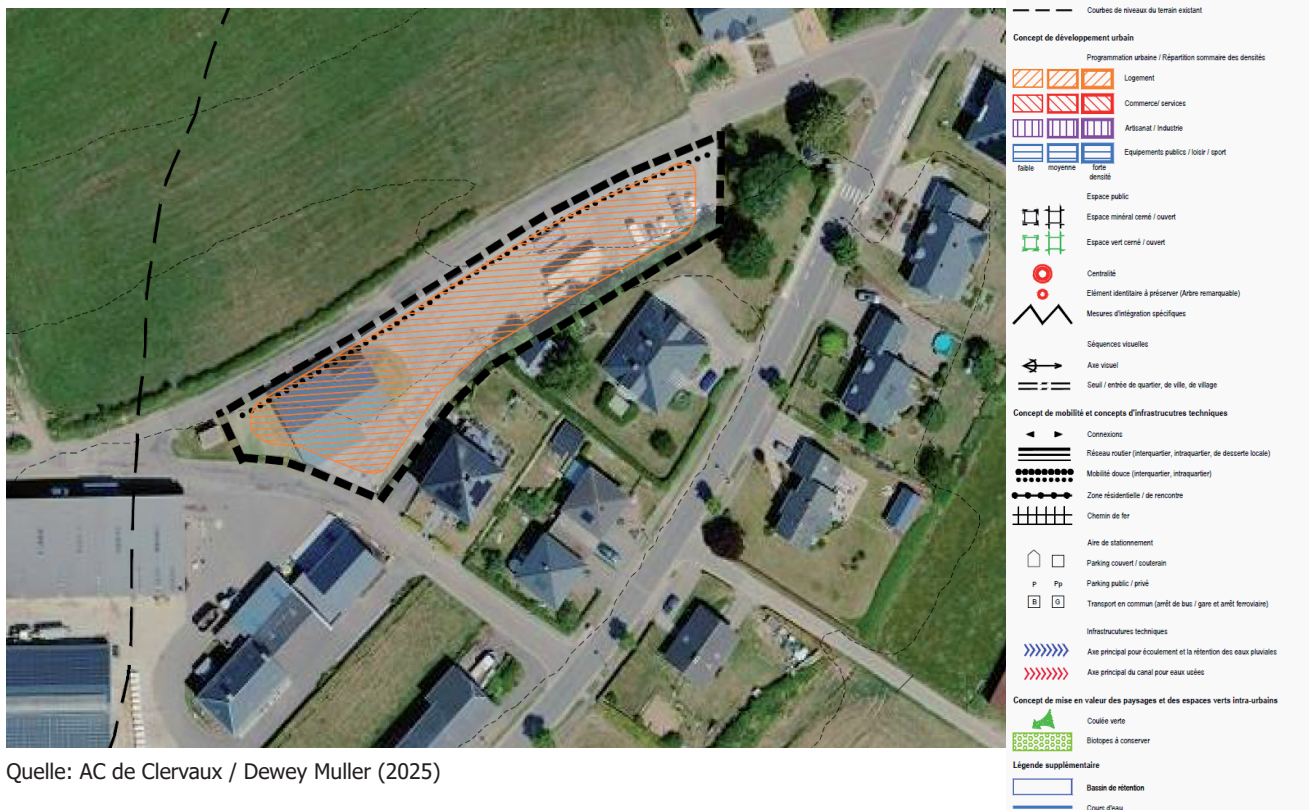 Courbes de niveaux du terrain existant
Concept de développement urbain
Programmation urbaine / Répartition sommaire des densités
Logement
Commerce/ services
Artisanat / Industrie
Equipements publics / loisir / sport
faible moyenne forte
densité
Espace public
Espace minéral cerné / ouvert
Espace vert cerné / ouvert
Centralité
Elément identitaire à préserver (Arbre remarquable)
Mesures d'intégration spécifiques
Séquences visuelles
Axe visuel
Seuil / entrée de quartier, de ville, de village
Concept de mobilité et concepts d'infrastrucutres techniques
Connexions
Réseau routier (interquartier, intraquartier, de desserte locale)
Mobilité douce (interquartier, intraquartier)
Zone résidentielle / de rencontre
Chemin de fer
Aire de stationnement
Parking couvert / souterain
P Pp Parking public / privé
B G Transport en commun (arrêt de bus / gare et arrêt ferroviaire)
Infrastrucutures techniques
Axe principal pour écoulement et la rétention des eaux pluviales
Axe principal du canal pour eaux usées
Concept de mise en valeur des paysages et des espaces verts intra-urbains
Coulée verte
Biotopes à conserver
Légende supplémentaire
Bassin de rétention
Cours d'eau
Quelle: AC de Clervaux / Dewey Muller (2025)